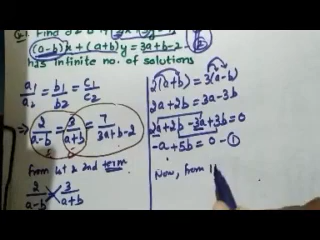 Find a & b
(a-b)x + (a+b)y = 3a+b-2
has infinite no. of solutions
a₁/a₂ = b₁/b₂ = c₁/c₂
⇒ 2/(a-b) = 3/(a+b) = 7/(3a+b-2)
from 1st & 2nd term
2/(a-b) = 3/(a+b)
2(a+b) = 3(a-b)
2a+2b = 3a-3b
2a+2b-3a+3b=0
-a+5b=0 -①
Now, from